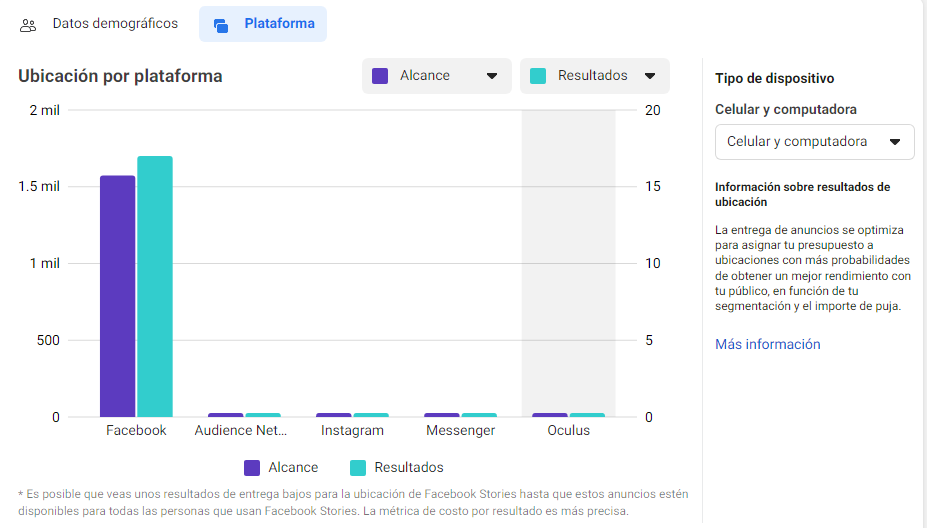 Datos demográficos
Plataforma
Ubicación por plataforma
Alcance
Resultados
2 mil
1.5 mil
1 mil
500
0
20
15
10
5
0
Facebook
Audience Net...
Instagram
Messenger
Oculus
Alcance
Resultados
* Es posible que veas unos resultados de entrega bajos para la ubicación de Facebook Stories hasta que estos anuncios estén
disponibles para todas las personas que usan Facebook Stories. La métrica de costo por resultado es más precisa.
Tipo de dispositivo
Celular y computadora
Celular y computadora
Información sobre resultados de
ubicación
La entrega de anuncios se optimiza
para asignar tu presupuesto a
ubicaciones con más probabilidades
de obtener un mejor rendimiento con
tu público, en función de tu
segmentación y el importe de puja.
Más información